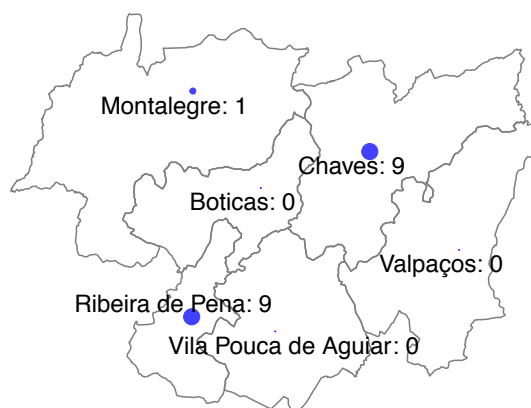 Montalegre: 1
Chaves: 9
Boticas: 0
Valpaços: 0
Ribeira de Pena: 9
Vila Pouca de Aguiar: 0